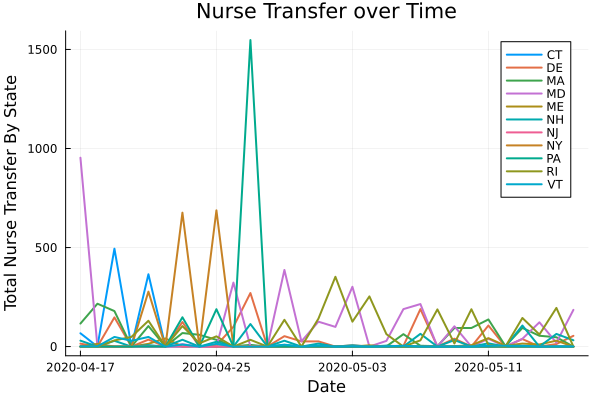 Nurse Transfer over Time
Total Nurse Transfer By State
1500
1000
500
0
CT
DE
MA
MD
ME
NH
NJ
NY
PA
RI
VT
2020-04-17
2020-04-25
2020-05-03
2020-05-11
Date